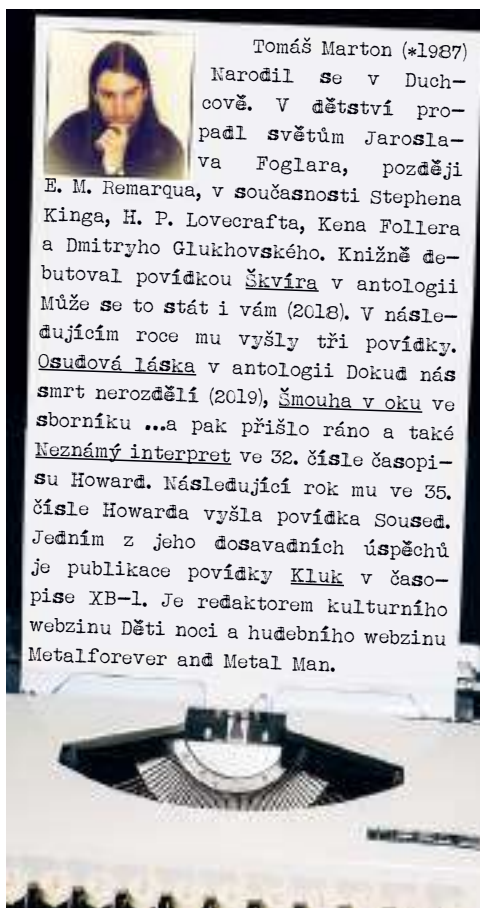 Tomáš Marton (*1987)
Narodil se v Duch-
cově. V dětství pro-
padl světům Jarosla-
va Foglara, později
E. M. Remarqua, v současnosti Stephena
Kinga, H. P. Lovecrafta, Kena Follera
a Dmitryho Glukhovského. Knižně de-
butoval povídkou Škvíra v antologii
Může se to stát i vám (2018). V násle-
dujícím roce mu vyšly tři povídky.
Osudová láska v antologii Dokud nás
smrt nerozdělí (2019), Šmouha v oku ve
sborníku ...a pak přišlo ráno a také
Neznámý interpret ve 32. čísle časopi-
su Howard. Následující rok mu ve 35.
čísle Howarda vyšla povídka Soused.
Jedním z jeho dosavadních úspěchů
je publikace povídky Kluk v časo-
pise XB-1. Je redaktorem kulturního
webzinu Děti noci a hudebního webzinu
Metalforever and Metal Man.